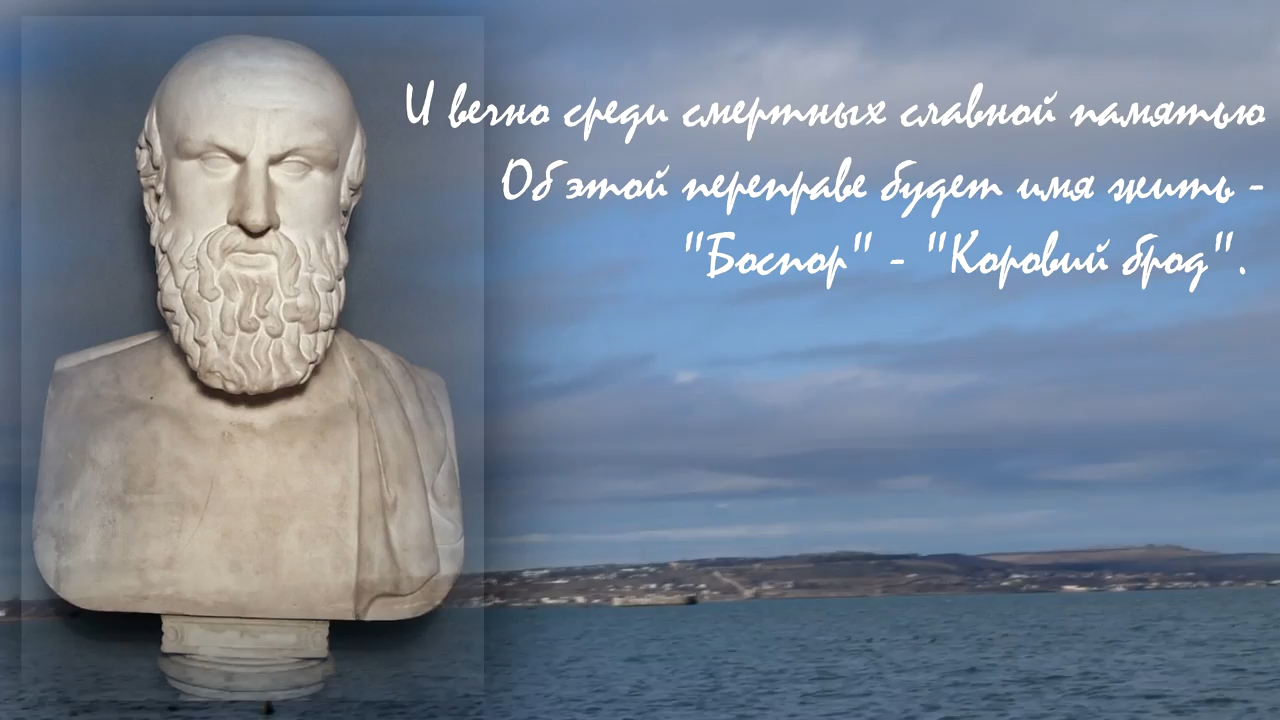 И вечно среди смертных славной памятью
Об этой переправе будет имя жить -
"Боспор" - "Коровий брод".